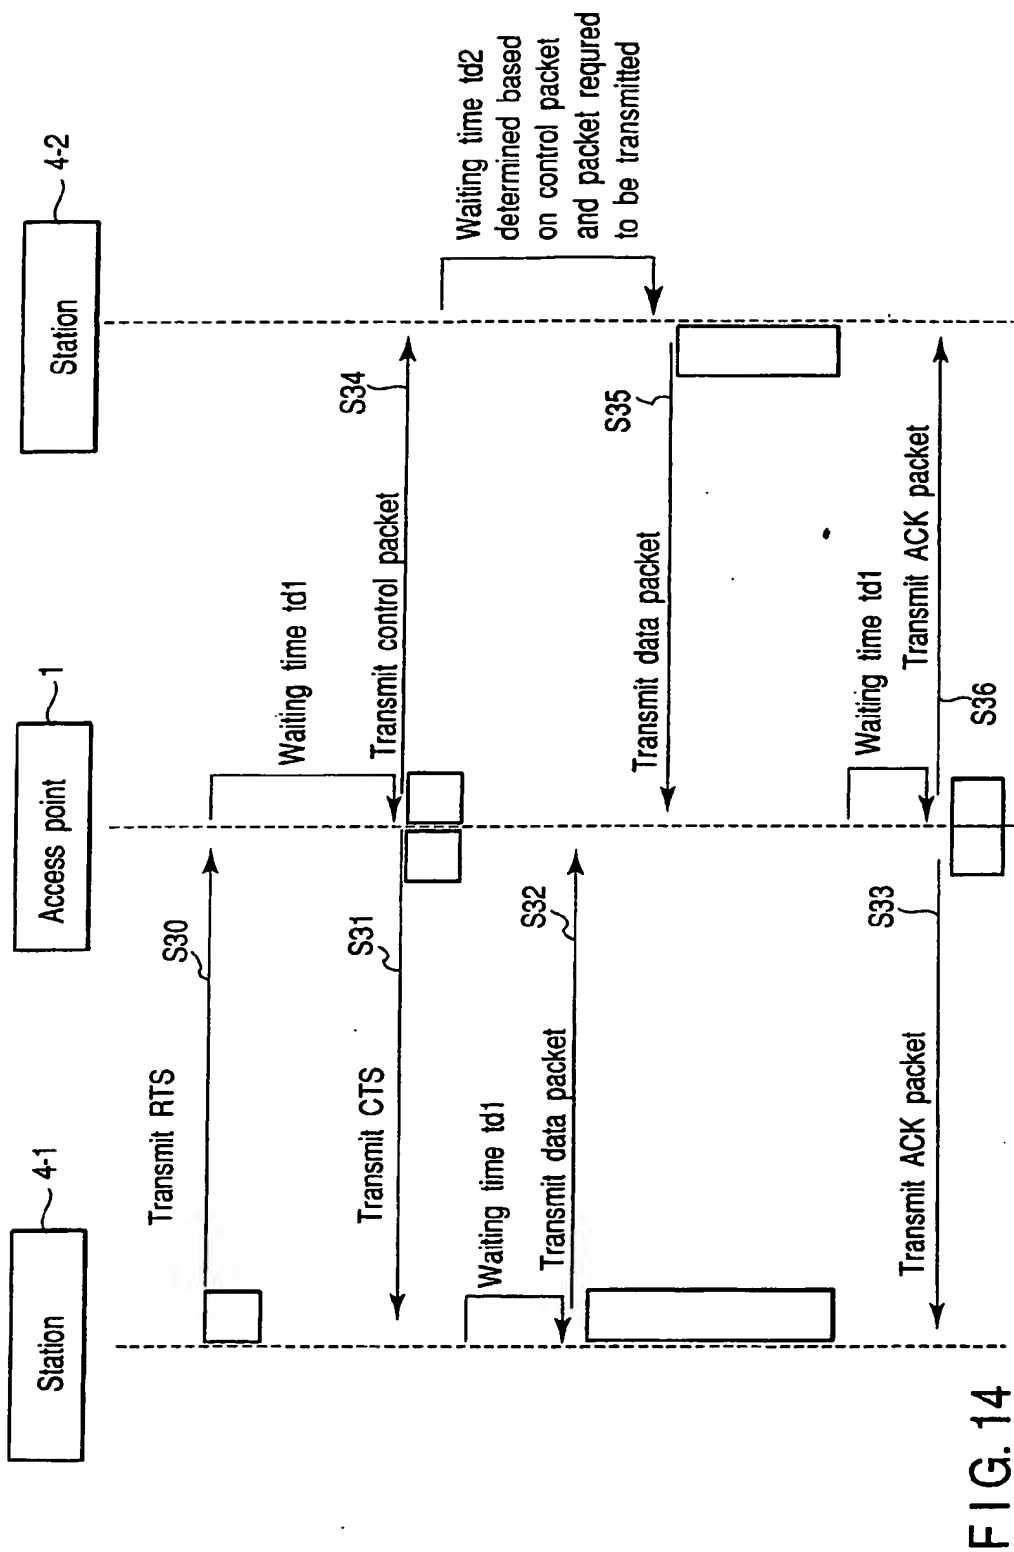 Station
4-1
Access point
1
Station
4-2
Transmit RTS
S30
Waiting time td1
Transmit CTS
S31
Transmit control packet
S34
Waiting time td1
Waiting time td2
determined based
on control packet
and packet requred
to be transmitted
Transmit data packet
S32
Transmit data packet
S35
Waiting time td1
Transmit ACK packet
S33
S36
Transmit ACK packet
FIG. 14